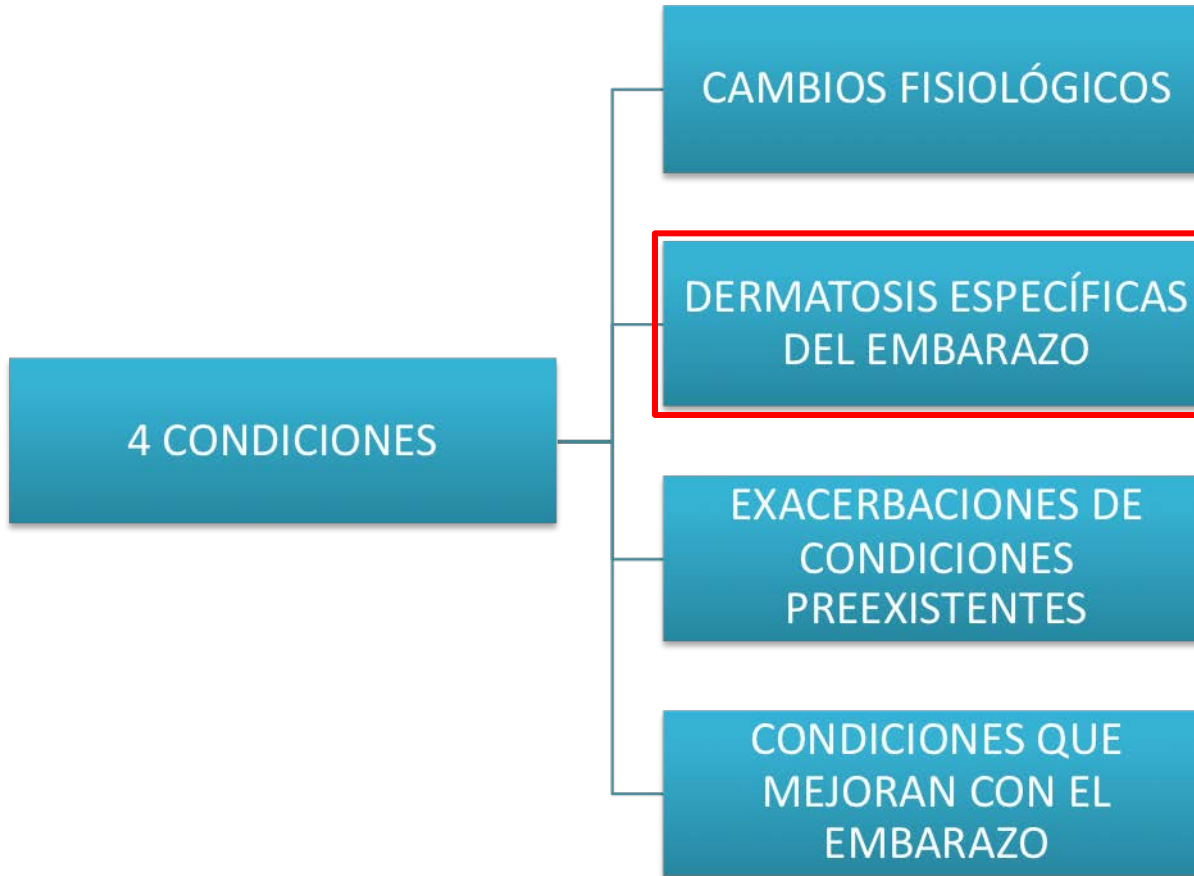 4 CONDICIONES
CAMBIOS FISIOLÓGICOS
DERMATOSIS ESPECÍFICAS
DEL EMBARAZO
EXACERBACIONES DE
CONDICIONES
PREEXISTENTES
CONDICIONES QUE
MEJORAN CON EL
EMBARAZO